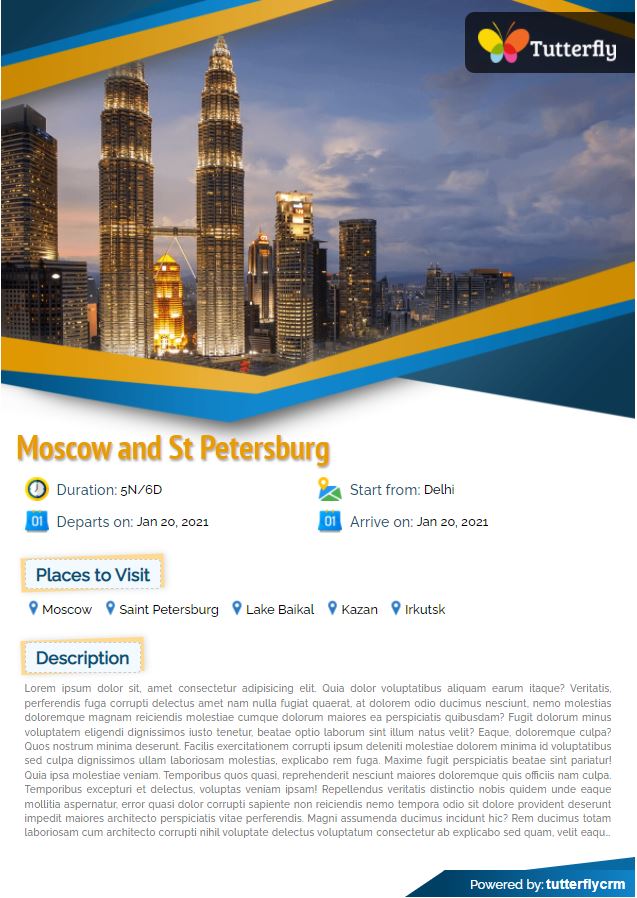 Tutterfly
Moscow and St Petersburg
Duration: 5N/6D
Start from: Delhi
01 Departs on: Jan 20, 2021
01 Arrive on: Jan 20, 2021
Places to Visit
Moscow Saint Petersburg Lake Baikal Kazan Irkutsk
Description
Lorem ipsum dolor sit, amet consectetur adipisicing elit. Quia dolor voluptatibus aliquam earum itaque? Veritatis,
perferendis fuga corrupti delectus amet nam nulla fugiat quaerat, at dolorem odio ducimus nesciunt, nemo molestias
doloremque magnam reiciendis molestiae cumque dolorum maiores ea perspiciatis quibusdam? Fugit dolorum minus
voluptatem eligendi dignissimos iusto tenetur, beatae optio laborum sint illum natus velit? Eaque, doloremque culpa?
Quos nostrum minima deserunt. Facilis exercitationem corrupti ipsum deleniti molestiae dolorem minima id voluptatibus
sed culpa dignissimos ullam laboriosam molestias, explicabo rem fuga. Maxime fugit perspiciatis beatae sint pariatur!
Quia ipsa molestiae veniam. Temporibus quos quasi, reprehenderit nesciunt maiores doloremque quis officiis nam culpa.
Temporibus excepturi et delectus, voluptas veniam ipsam! Repellendus veritatis distinctio nobis quidem unde eaque
mollitia aspernatur, error quasi dolor corrupti sapiente non reiciendis nemo tempora odio sit dolore provident deserunt
impedit maiores architecto perspiciatis vitae perferendis. Magni assumenda ducimus incidunt hic? Rem ducimus totam
laboriosam cum architecto corrupti nihil voluptate delectus voluptatum consectetur ab explicabo sed quam, velit eaqu...
Powered by: tutterflycrm